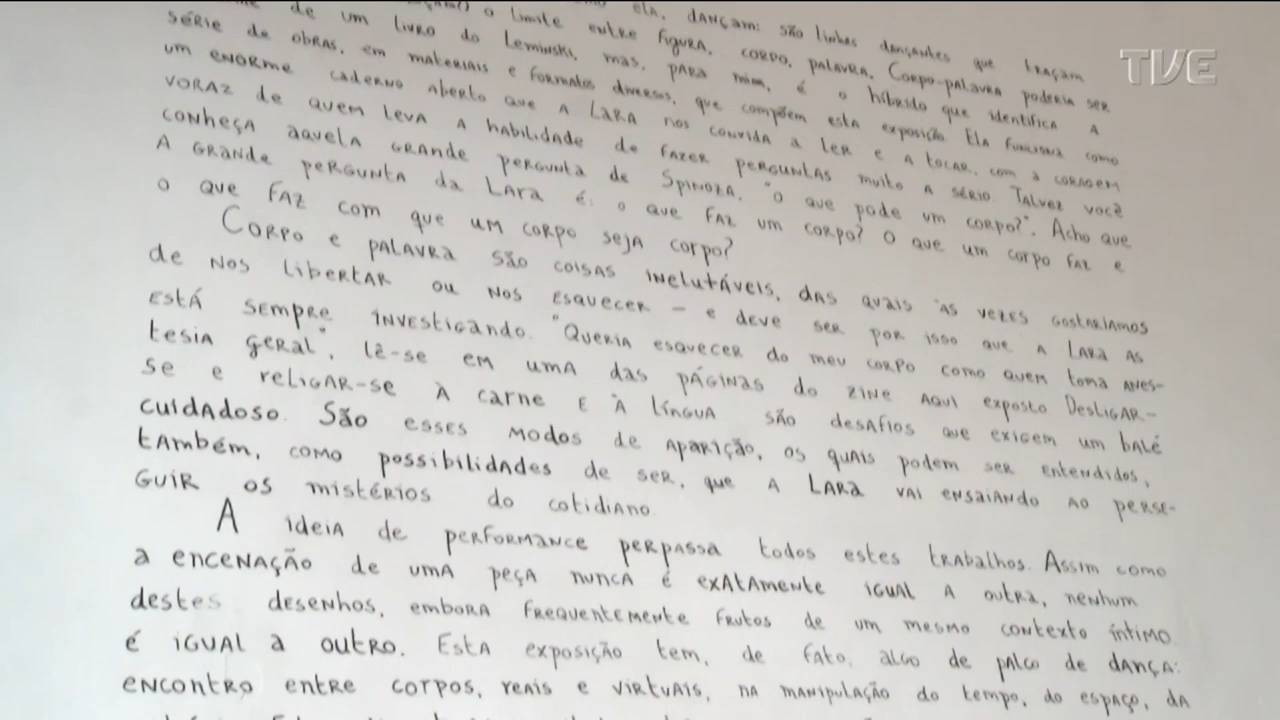 ela, dançam: são linhas dançantes que traçam
o limite entre figura, corpo, palavra. Corpo-palavra poderia ser
de um livro do Leminski, mas, para mim, é o híbrido que identifica a
série de obras, em materiais e formatos diversos, que compõem esta exposição. Ela funciona como
um enorme caderno aberto que a Lara nos convida a ler e a tocar, com a coragem
voraz de quem leva a habilidade de fazer perguntas muito a sério. Talvez você
conheça aquela grande pergunta de Spinoza, "o que pode um corpo?". Acho que
a grande pergunta da Lara é: o que faz um corpo? O que um corpo faz e
o que faz com que um corpo seja corpo?
Corpo e palavra são coisas inelutáveis, das quais às vezes gostaríamos
de nos libertar ou nos esquecer – e deve ser por isso que a Lara as
está sempre investigando. "Queria esquecer do meu corpo como quem toma anes-
tesia geral", lê-se em uma das páginas do zine aqui exposto. Desligar-
se e religar-se à carne e à língua são desafios que exigem um balé
cuidadoso. São esses modos de aparição, os quais podem ser entendidos,
também, como possibilidades de ser, que a Lara vai ensaiando ao perse-
guir os mistérios do cotidiano.
A ideia de performance perpassa todos estes trabalhos. Assim como
a encenação de uma peça nunca é exatamente igual a outra, nenhum
destes desenhos, embora frequentemente frutos de um mesmo contexto íntimo,
é igual a outro. Esta exposição tem, de fato, algo de palco de dança:
encontro entre corpos, reais e virtuais, na manipulação do tempo, do espaço, da
TVE